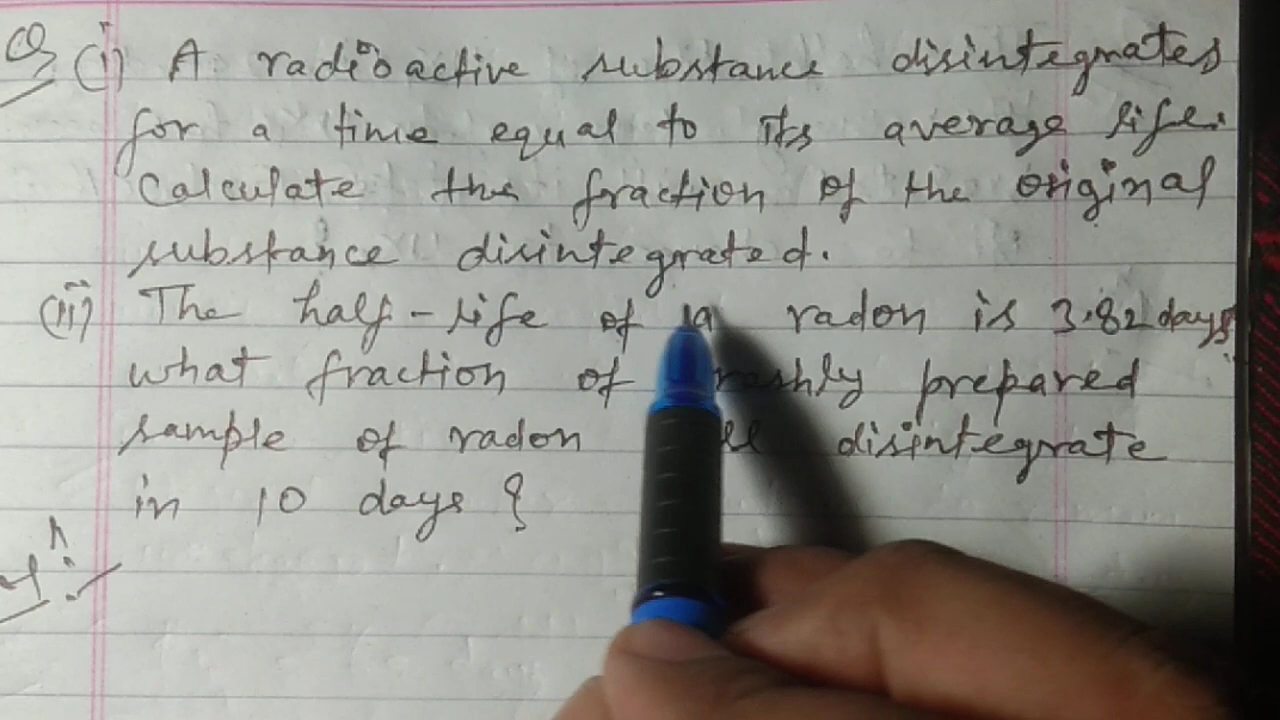 Q (i) A radioactive substance disintegrates
for a time equal to its average life.
Calculate the fraction of the original
substance disintegrated.
(ii) The half-life of a radon is 3.82 days
what fraction of prepared
sample of radon disintegrate
in 10 days ?